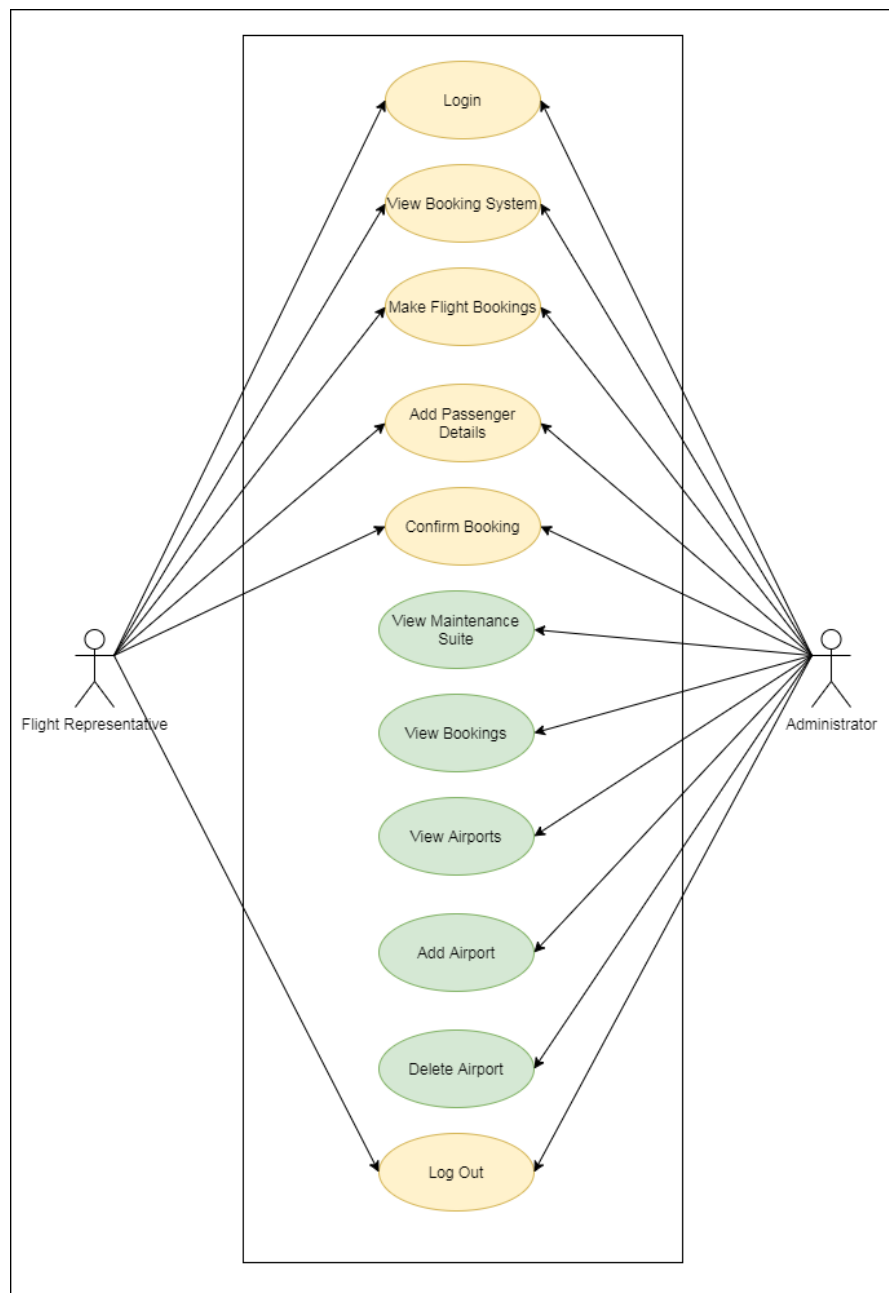 Login
View Booking System
Make Flight Bookings
Add Passenger
Details
Confirm Booking
View Maintenance
Suite
Flight Representative
Administrator
View Bookings
View Airports
Add Airport
Delete Airport
Log Out